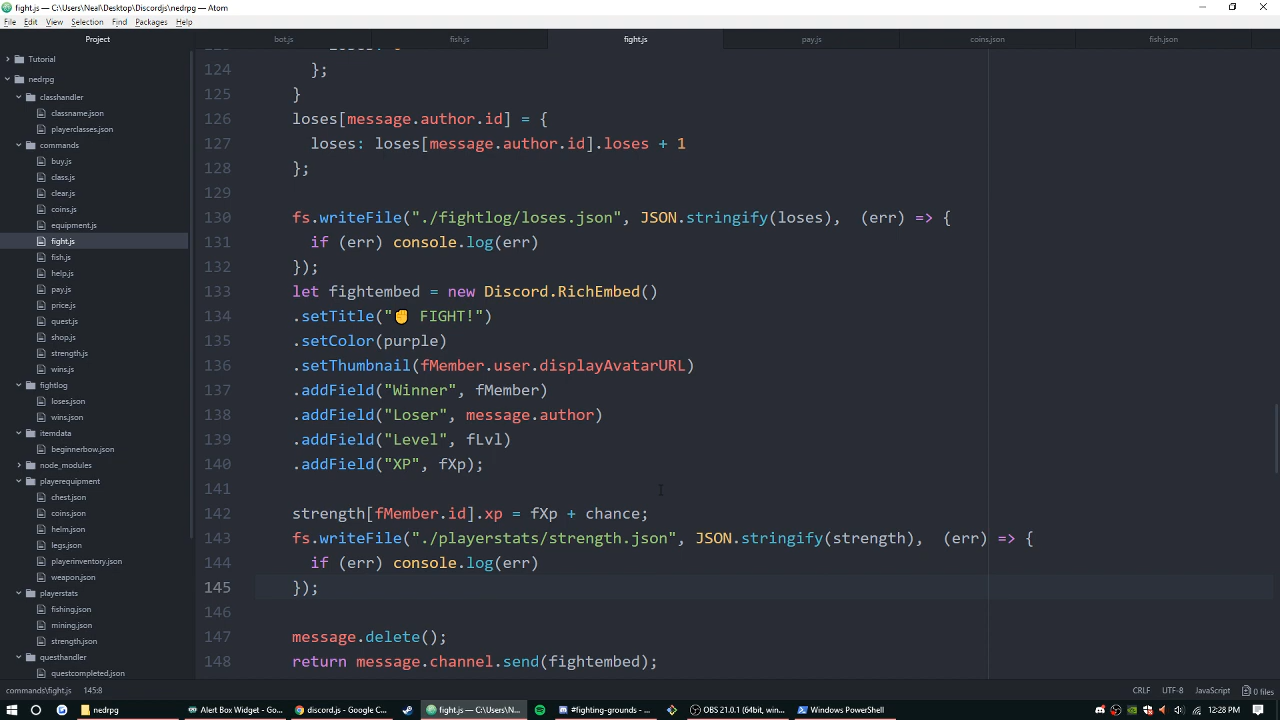 fight.js — C:\Users\Neal\Desktop\Discordjs\nedrpg — Atom
File Edit View Selection Find Packages Help
Project
bot.js fish.js fight.js pay.js coins.json fish.json
Tutorial
nedrpg
classhandler
classname.json
playerclasses.json
commands
buy.js
class.js
clear.js
coins.js
equipment.js
fight.js
fish.js
help.js
pay.js
price.js
quest.js
shop.js
strength.js
wins.js
fightlog
loses.json
wins.json
itemdata
beginnerbow.json
node_modules
playerequipment
chest.json
coins.json
helm.json
legs.json
playerinventory.json
weapon.json
playerstats
fishing.json
mining.json
strength.json
questhandler
questcompleted.json
124 };
125 }
126 loses[message.author.id] = {
127 loses: loses[message.author.id].loses + 1
128 };
129
130 fs.writeFile("./fightlog/loses.json", JSON.stringify(loses), (err) => {
131 if (err) console.log(err)
132 });
133 let fightembed = new Discord.RichEmbed()
134 .setTitle("✊ FIGHT!")
135 .setColor(purple)
136 .setThumbnail(fMember.user.displayAvatarURL)
137 .addField("Winner", fMember)
138 .addField("Loser", message.author)
139 .addField("Level", fLvl)
140 .addField("XP", fXp);
141
142 strength[fMember.id].xp = fXp + chance;
143 fs.writeFile("./playerstats/strength.json", JSON.stringify(strength), (err) => {
144 if (err) console.log(err)
145 });
146
147 message.delete();
148 return message.channel.send(fightembed);
commands\fight.js 145:8 CRLF UTF-8 JavaScript 0 files
nedrpg Alert Box Widget - Go... discord.js - Google C... fight.js — C:\Users\N... #fighting-grounds - ... OBS 21.0.1 (64bit, win... Windows PowerShell 12:28 PM